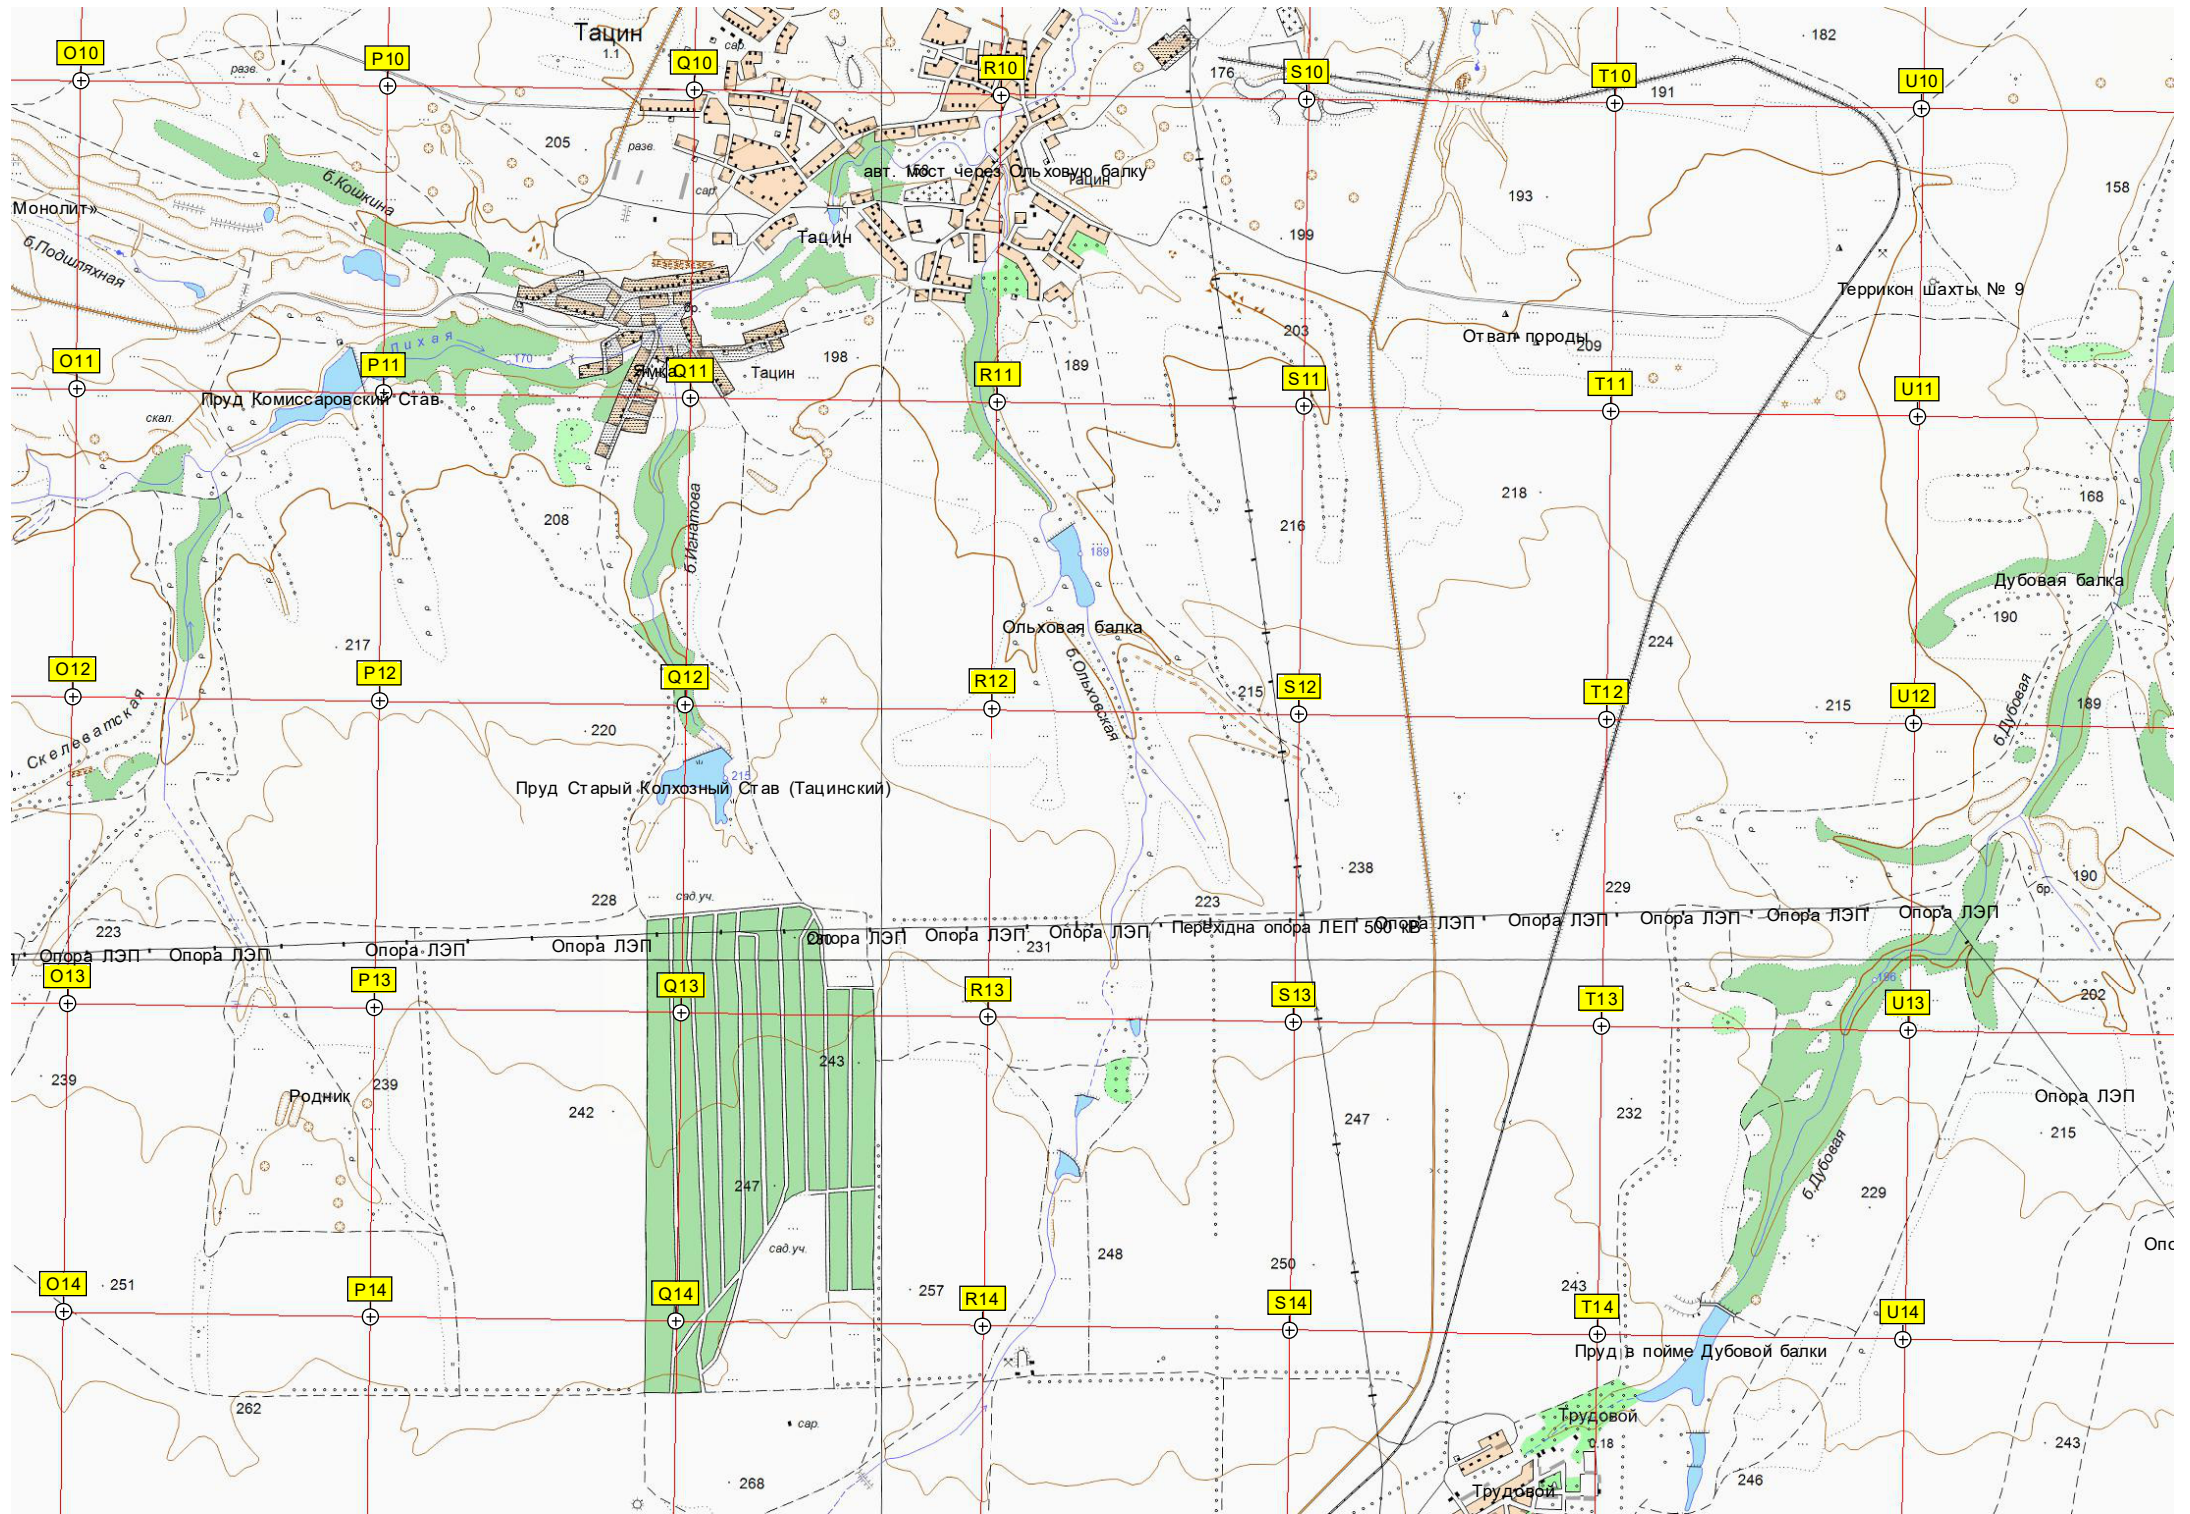 Тацин
1.1
182
O10
P10
Q10
R10
S10
T10
U10
разв.
сар.
176
191
205
разв.
сар.
авт. мост через Ольховую балку
Тацин
193
158
б.Кошкина
Монолит»
б.Подшляхная
Тацин
199
Террикон шахты № 9
бр.
203
Отвал породы
209
Лихая
170
198
189
O11
P11
Q11
R11
S11
T11
U11
Ямка
Тацин
Пруд Комиссаровский Став
скал.
208
б.Игнатова
218
168
216
189
Дубовая балка
190
217
Ольховая балка
224
O12
P12
Q12
R12
S12
T12
U12
б.Ольховская
215
215
189
б.Дубовая
. Скелеватская
220
215
Пруд Старый Колхозный Став (Тацинский)
238
229
190
бр.
228
сад.уч.
223
223
Опора ЛЭП
Опора ЛЭП
Опора ЛЭП
Опора ЛЭП
Опора ЛЭП
Опора ЛЭП
Опора ЛЭП
Перехідна опора ЛЕП 500 кВ
Опора ЛЭП
Опора ЛЭП
Опора ЛЭП
Опора ЛЭП
Опора ЛЭП
231
O13
P13
Q13
R13
S13
T13
U13
196
202
239
Родник
239
242
243
247
232
Опора ЛЭП
215
247
б.Дубовая
229
сад.уч.
248
250
Опо
O14
251
P14
Q14
257
R14
S14
243
T14
U14
Пруд в пойме Дубовой балки
262
сар.
Трудовой
0.18
243
268
Трудовой
246